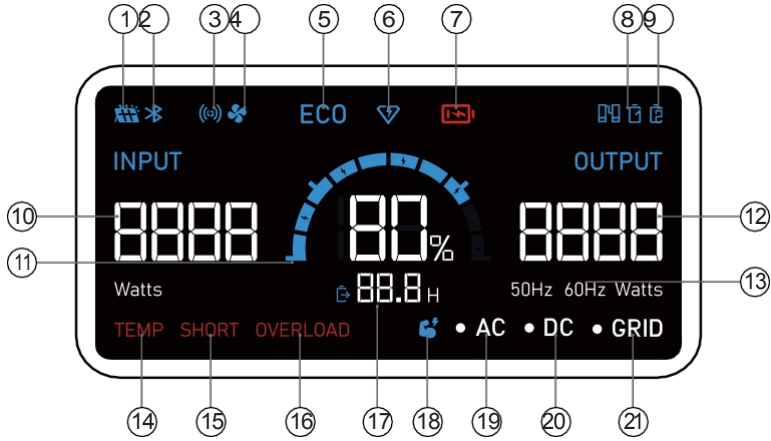 1 2 3 4 5 6 7 8 9
ECO
INPUT OUTPUT
10 8888 80% 8888 12
11
13
Watts 88.8 H 50Hz 60Hz Watts
TEMP SHORT OVERLOAD • AC • DC • GRID
14 15 16 17 18 19 20 21